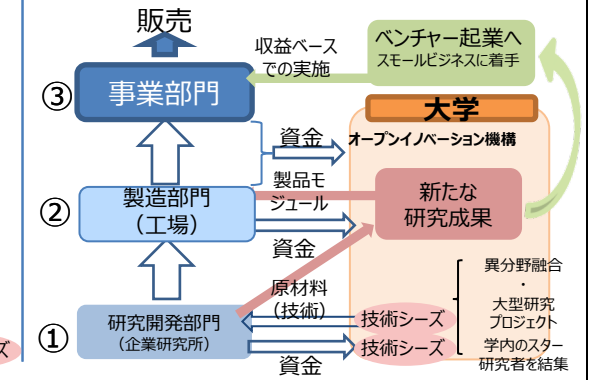 販売
収益ベース
での実施
ベンチャー起業へ
スモールビジネスに着手
③
事業部門
大学
オープンイノベーション機構
資金
②
製造部門
（工場）
製品モ
ジュール
資金
新たな
研究成果
異分野融合
・
大型研究
プロジェクト
学内のスター
研究者を結集
原材料
（技術）
①
研究開発部門
（企業研究所）
技術シーズ
技術シーズ
資金
ズ